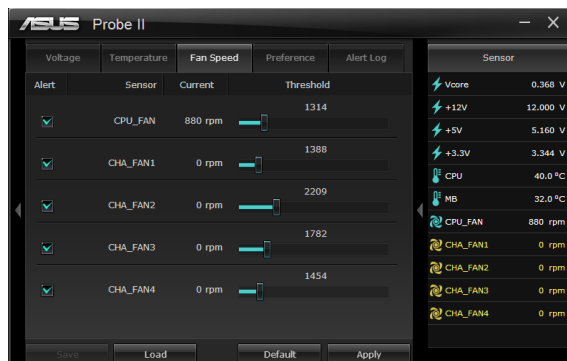 ASUS Probe II
Voltage Temperature Fan Speed Preference Alert Log
Alert Sensor Current Threshold
1314
CPU_FAN 880 rpm
1388
CHA_FAN1 0 rpm
2209
CHA_FAN2 0 rpm
1782
CHA_FAN3 0 rpm
1454
CHA_FAN4 0 rpm
Save Load Default Apply
Sensor
Vcore 0.368 V
+12V 12.000 V
+5V 5.160 V
+3.3V 3.344 V
CPU 40.0 ºC
MB 32.0 ºC
CPU_FAN 880 rpm
CHA_FAN1 0 rpm
CHA_FAN2 0 rpm
CHA_FAN3 0 rpm
CHA_FAN4 0 rpm